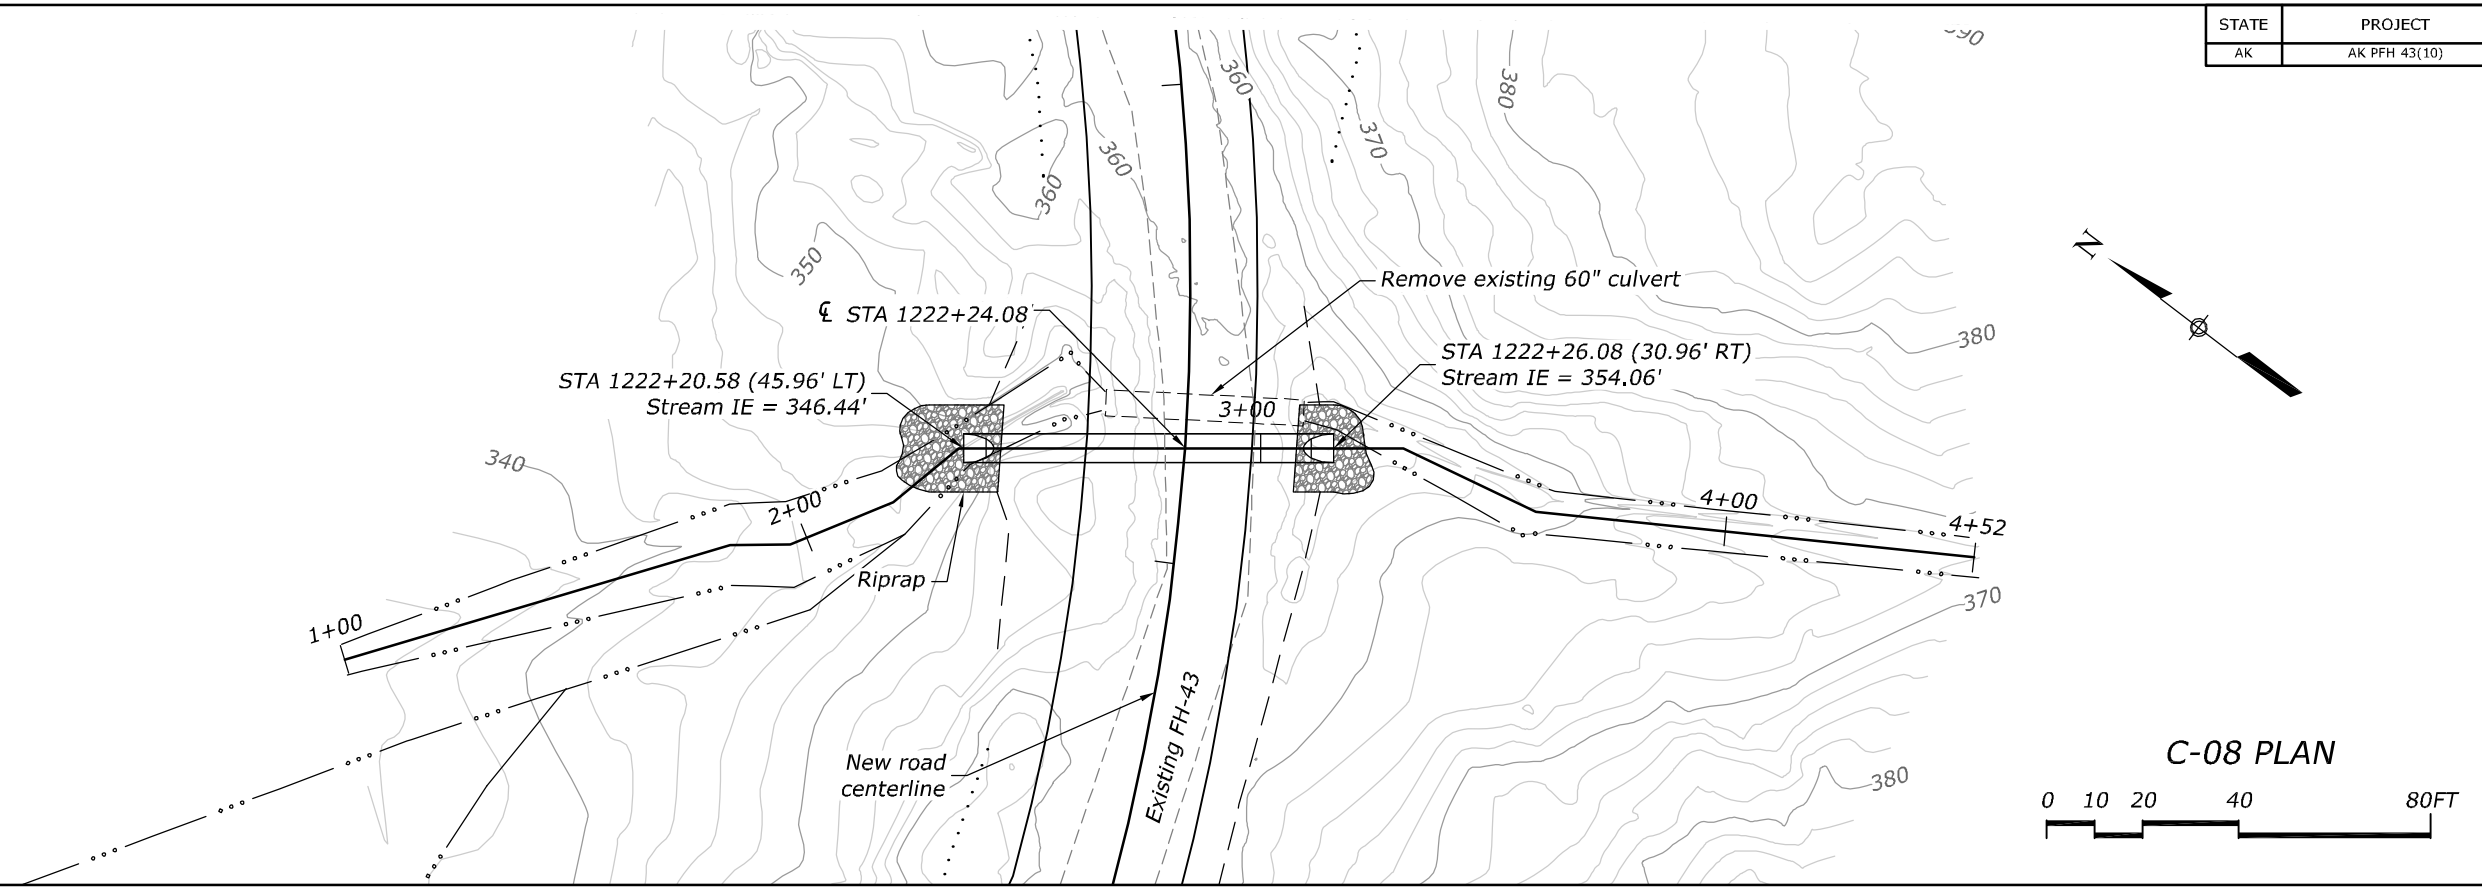 STATE PROJECT
AK AK PFH 43(10)
390
360
380
370
360
360
350
N
Remove existing 60" culvert
℄ STA 1222+24.08'
380
STA 1222+26.08 (30.96' RT)
Stream IE = 354.06'
STA 1222+20.58 (45.96' LT)
Stream IE = 346.44'
3+00
340
2+00
4+00
4+52
Riprap
370
1+00
Existing FH-43
New road
centerline
380
C-08 PLAN
0 10 20 40 80FT